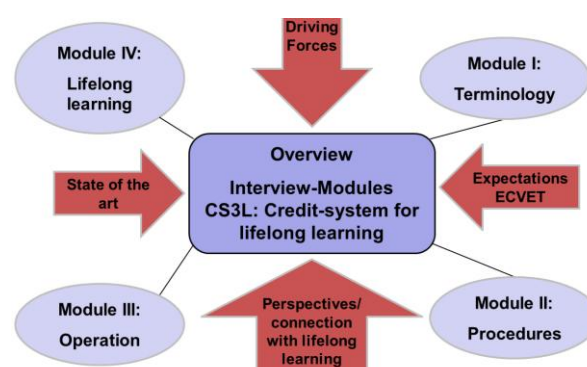 Driving
Forces
Module IV:
Lifelong
learning
Module I:
Terminology
Overview
Interview-Modules
CS3L: Credit-system for
lifelong learning
State of the
art
Expectations
ECVET
Module III:
Operation
Perspectives/
connection
with lifelong
learning
Module II:
Procedures